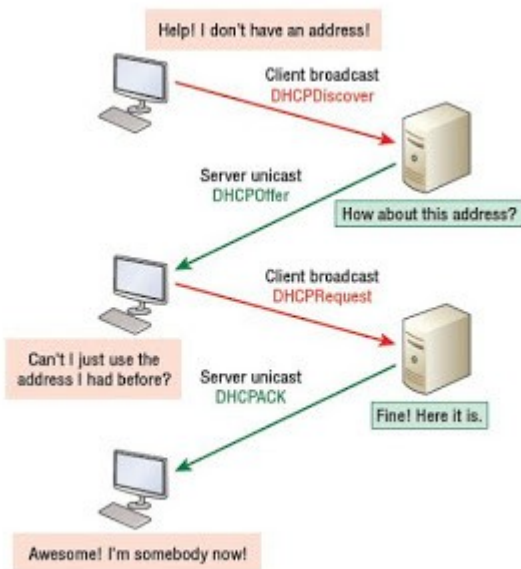 Help! I don't have an address!
Client broadcast
DHCPDiscover
Server unicast
DHCPOffer
How about this address?
Client broadcast
DHCPRequest
Can't I just use the
address I had before?
Server unicast
DHCPACK
Fine! Here it is.
Awesome! I'm somebody now!